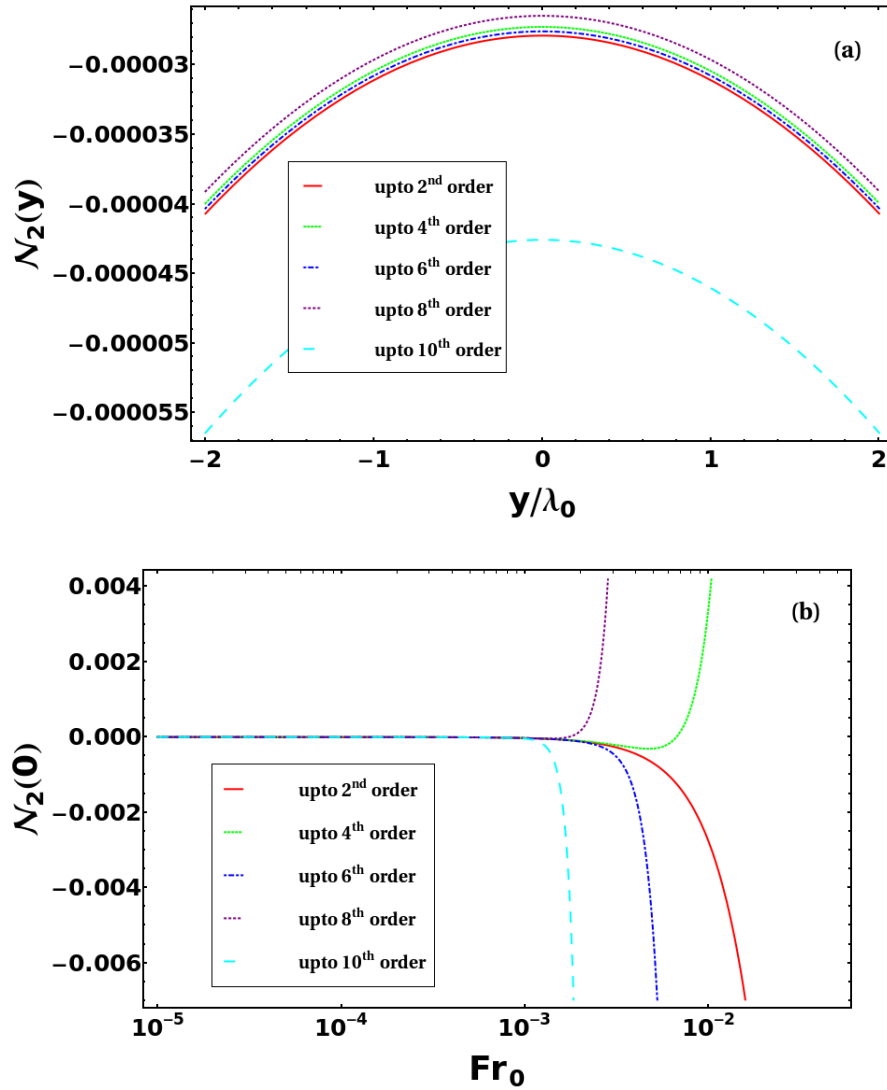 (a)
−0.00003
−0.000035
−0.00004
−0.000045
−0.00005
−0.000055
𝒩₂(y)
upto 2ⁿᵈ order
upto 4ᵗʰ order
upto 6ᵗʰ order
upto 8ᵗʰ order
upto 10ᵗʰ order
−2
−1
0
1
2
y/λ₀
(b)
0.004
0.002
0.000
−0.002
−0.004
−0.006
𝒩₂(0)
upto 2ⁿᵈ order
upto 4ᵗʰ order
upto 6ᵗʰ order
upto 8ᵗʰ order
upto 10ᵗʰ order
10⁻⁵
10⁻⁴
10⁻³
10⁻²
Fr₀